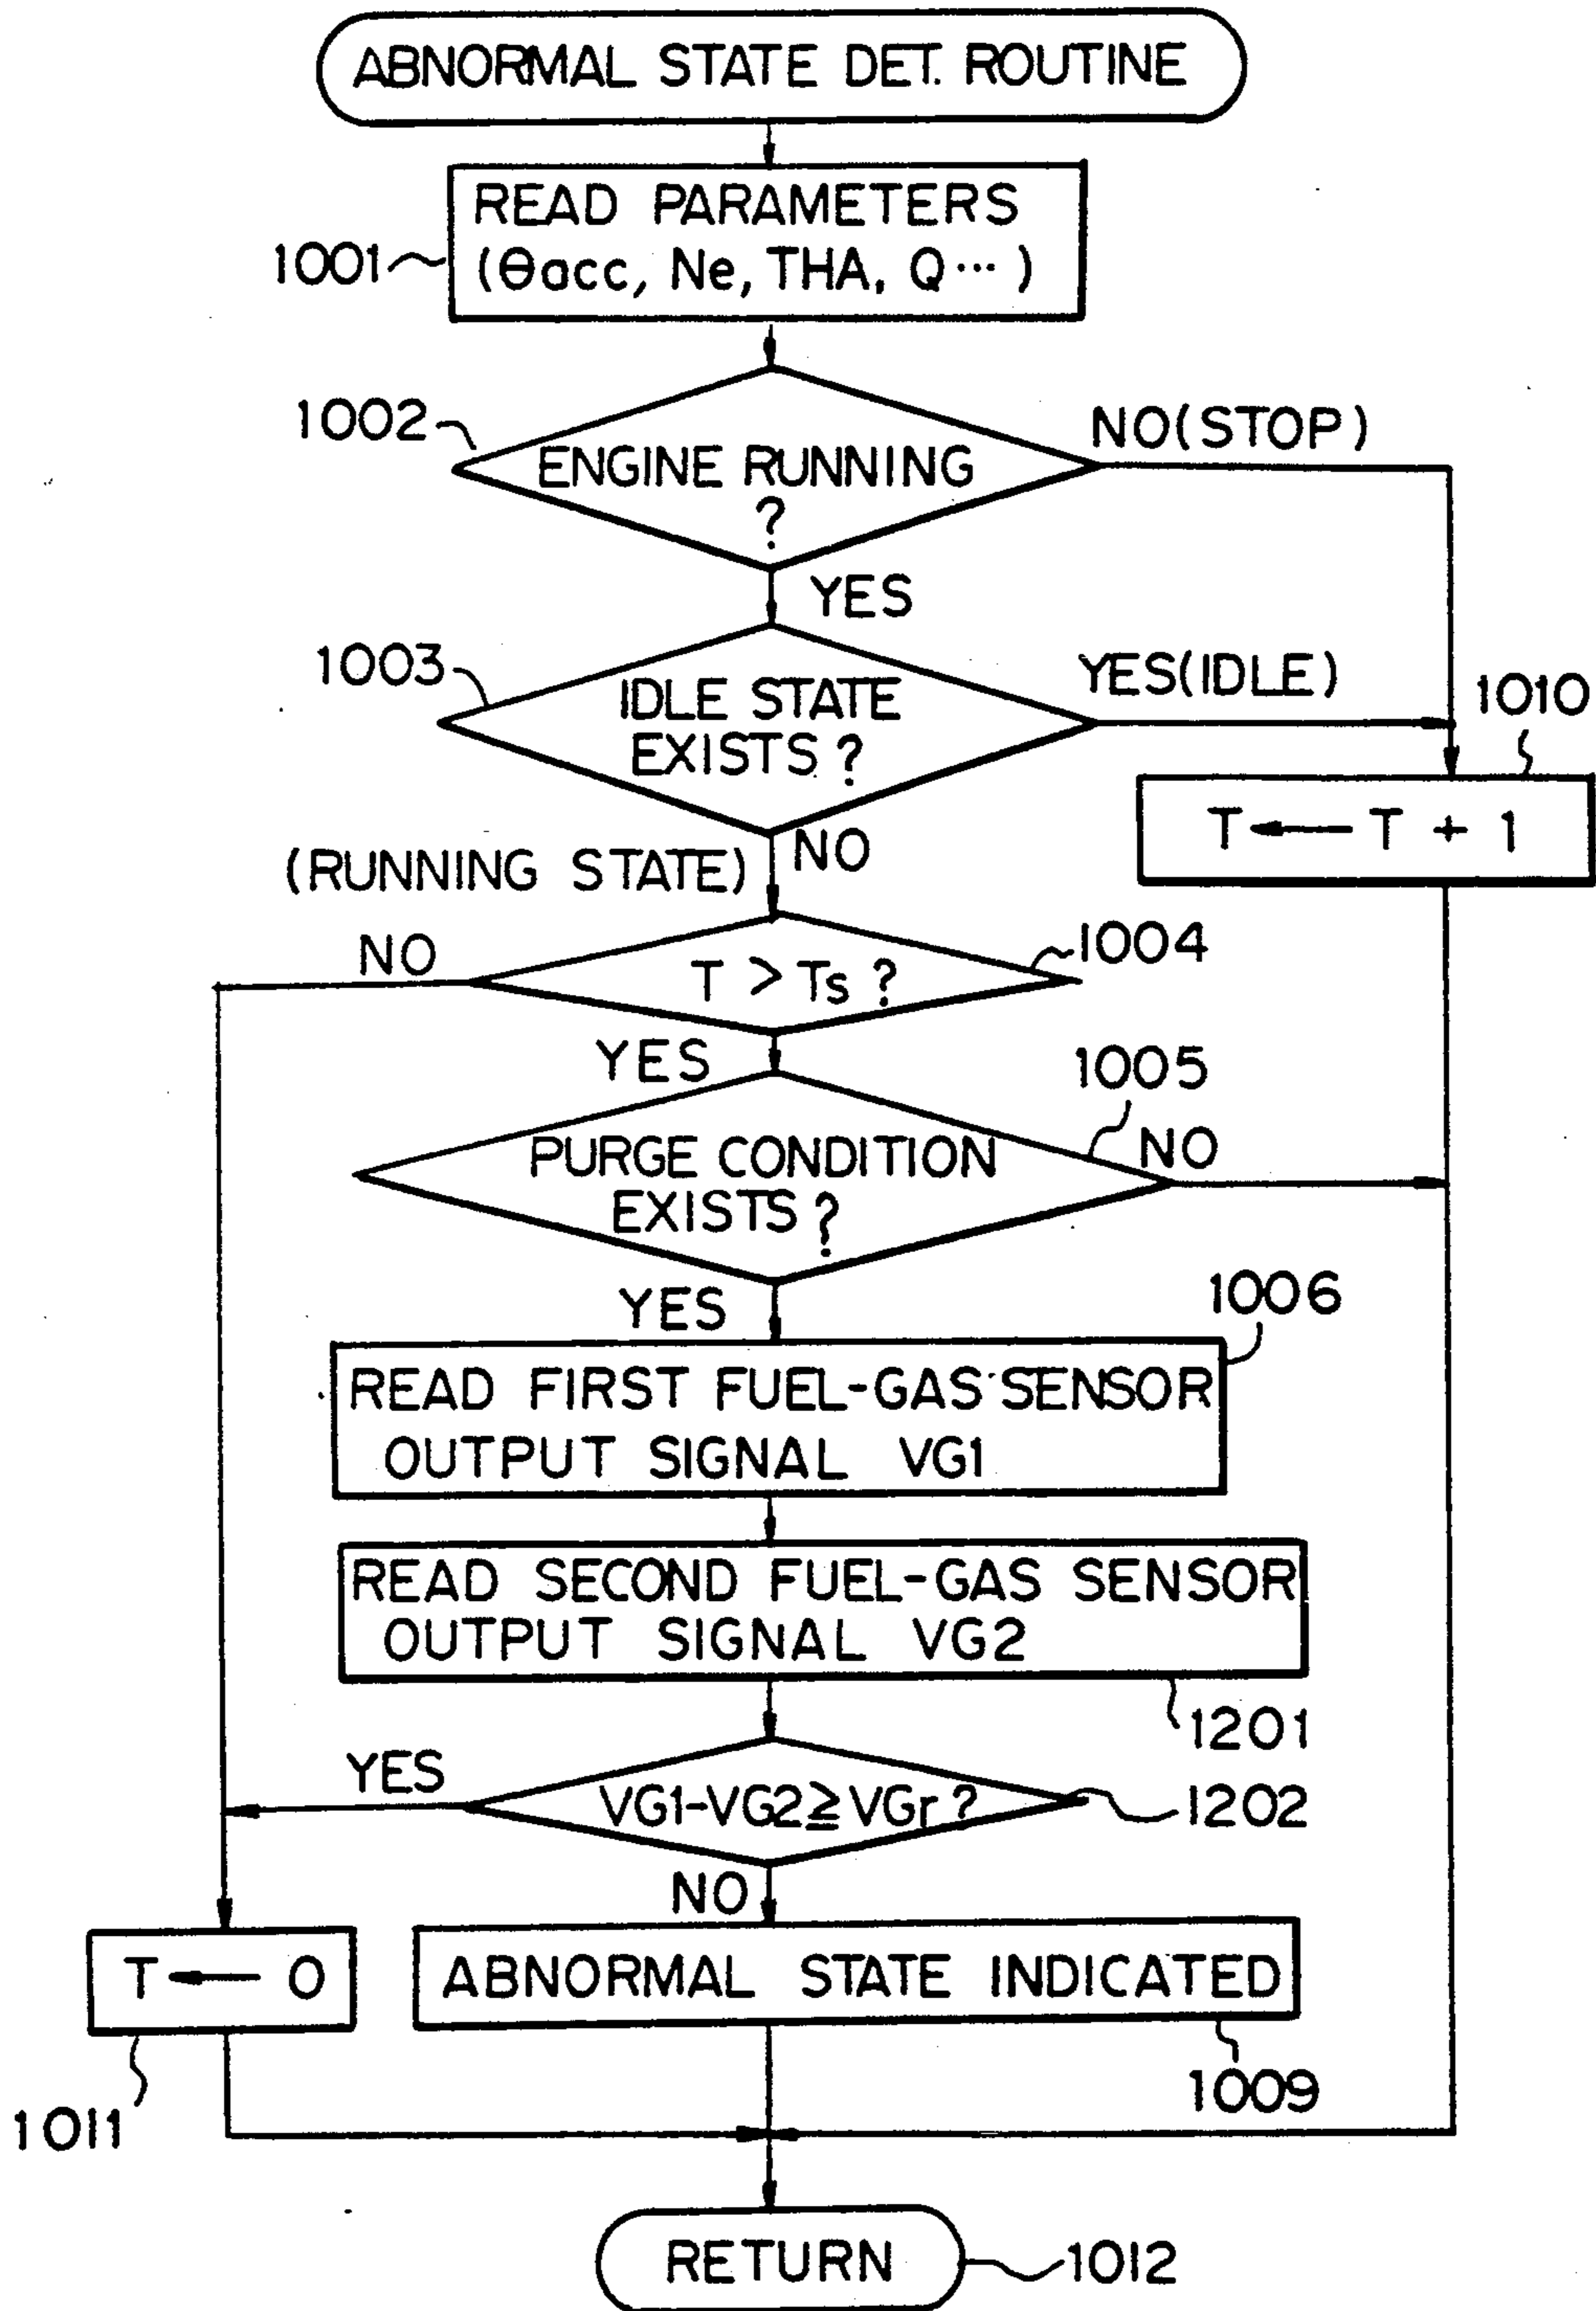 ABNORMAL STATE DET. ROUTINE
READ PARAMETERS
1001
(θacc, Ne, THA, Q ··· )
1002
NO(STOP)
ENGINE RUNNING
?
YES
1003
YES(IDLE)
IDLE STATE
EXISTS ?
1010
T ← T + 1
NO
(RUNNING STATE)
NO
1004
T > Ts ?
YES
1005
PURGE CONDITION
EXISTS ?
NO
YES
1006
READ FIRST FUEL-GAS SENSOR
OUTPUT SIGNAL VG1
READ SECOND FUEL-GAS SENSOR
OUTPUT SIGNAL VG2
1201
YES
VG1-VG2≧VGr ?
1202
NO
T ← 0
ABNORMAL STATE INDICATED
1009
1011
RETURN
1012